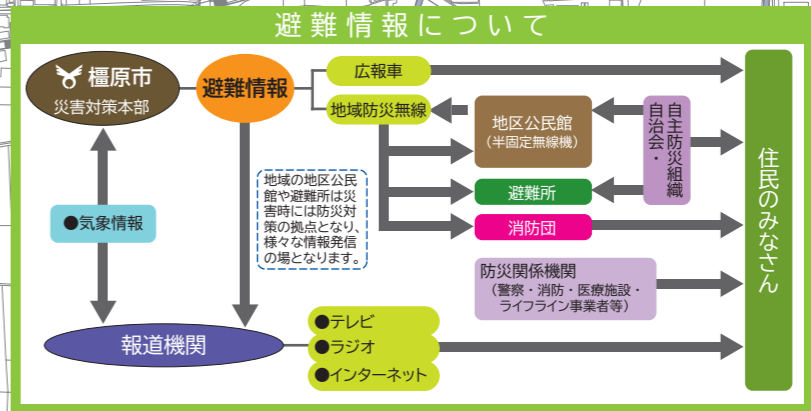 避難情報について
橿原市
災害対策本部
避難情報
広報車
地域防災無線
地区公民館
（半固定無線機）
自治会・
自主防災組織
避難所
消防団
住民のみなさん
地域の地区公民
館や避難所は災
害時には防災対
策の拠点となり、
様々な情報発信
の場となります。
●気象情報
防災関係機関
（警察・消防・医療施設・
ライフライン事業者等）
報道機関
●テレビ
●ラジオ
●インターネット